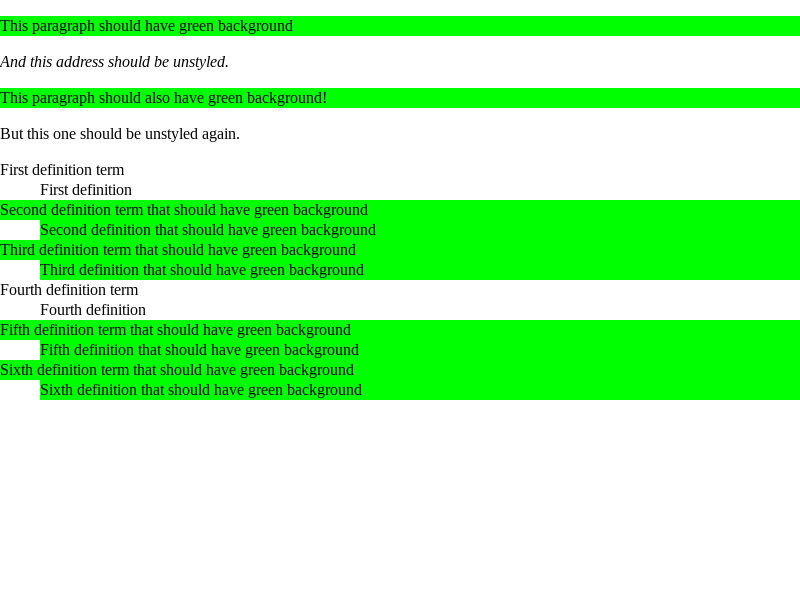 This paragraph should have green background
And this address should be unstyled.
This paragraph should also have green background!
But this one should be unstyled again.
First definition term
First definition
Second definition term that should have green background
Second definition that should have green background
Third definition term that should have green background
Third definition that should have green background
Fourth definition term
Fourth definition
Fifth definition term that should have green background
Fifth definition that should have green background
Sixth definition term that should have green background
Sixth definition that should have green background